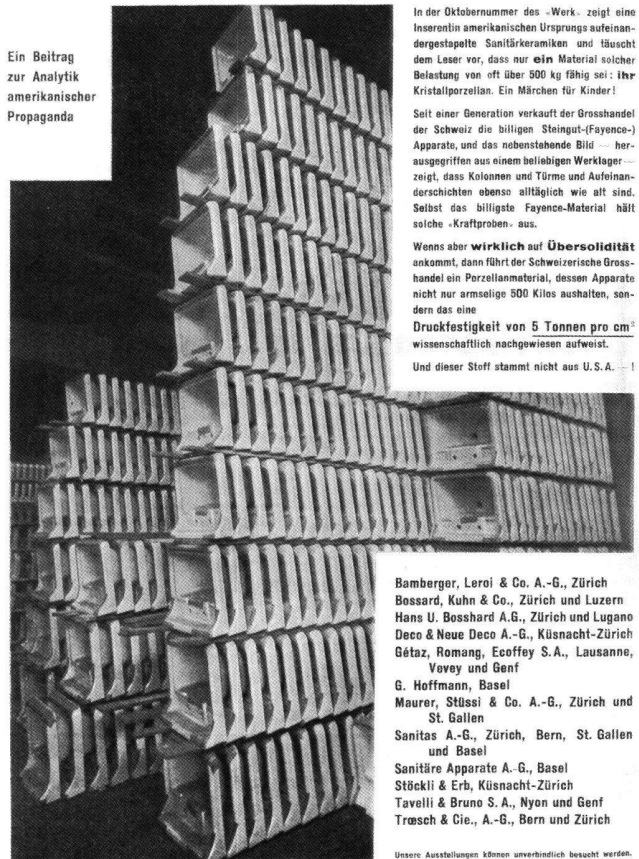 Ein Beitrag
zur Analytik
amerikanischer
Propaganda
In der Oktobernummer des «Werk» zeigt eine
Inserentin amerikanischen Ursprungs aufeinan-
dergestapelte Sanitärkeramiken und täuscht
dem Leser vor, dass nur ein Material solcher
Belastung von oft über 500 kg fähig sei: ihr
Kristallporzellan. Ein Märchen für Kinder!
Seit einer Generation verkauft der Grosshandel
der Schweiz die billigen Steingut-(Fayence-)
Apparate, und das nebenstehende Bild — her-
ausgegriffen aus einem beliebigen Werklager —
zeigt, dass Kolonnen und Türme und Aufeinan-
derschichten ebenso alltäglich wie alt sind.
Selbst das billigste Fayence-Material hält
solche «Kraftproben» aus.
Wenns aber wirklich auf Übersolidität
ankommt, dann führt der Schweizerische Gross-
handel ein Porzellanmaterial, dessen Apparate
nicht nur armselige 500 Kilos aushalten, son-
dern das eine
Druckfestigkeit von 5 Tonnen pro cm²
wissenschaftlich nachgewiesen aufweist.
Und dieser Stoff stammt nicht aus U.S.A. — !
Bamberger, Leroi & Co. A.-G., Zürich
Bossard, Kuhn & Co., Zürich und Luzern
Hans U. Bosshard A.G., Zürich und Lugano
Deco & Neue Deco A.-G., Küsnacht-Zürich
Gétaz, Romang, Ecoffey S.A., Lausanne,
Vevey und Genf
G. Hoffmann, Basel
Maurer, Stüssi & Co. A.-G., Zürich und
St. Gallen
Sanitas A.-G., Zürich, Bern, St. Gallen
und Basel
Sanitäre Apparate A.-G., Basel
Stöckli & Erb, Küsnacht-Zürich
Tavelli & Bruno S.A., Nyon und Genf
Trœsch & Cie., A.-G., Bern und Zürich
Unsere Ausstellungen können unverbindlich besucht werden.